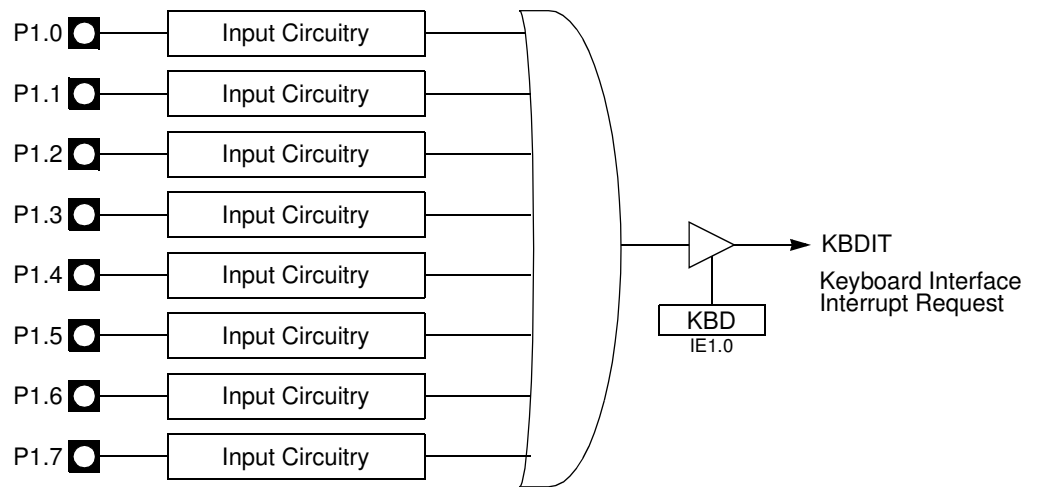 P1.0 Input Circuitry
P1.1 Input Circuitry
P1.2 Input Circuitry
P1.3 Input Circuitry
P1.4 Input Circuitry
P1.5 Input Circuitry
P1.6 Input Circuitry
P1.7 Input Circuitry
KBDIT
Keyboard Interface
Interrupt Request
KBD
IE1.0